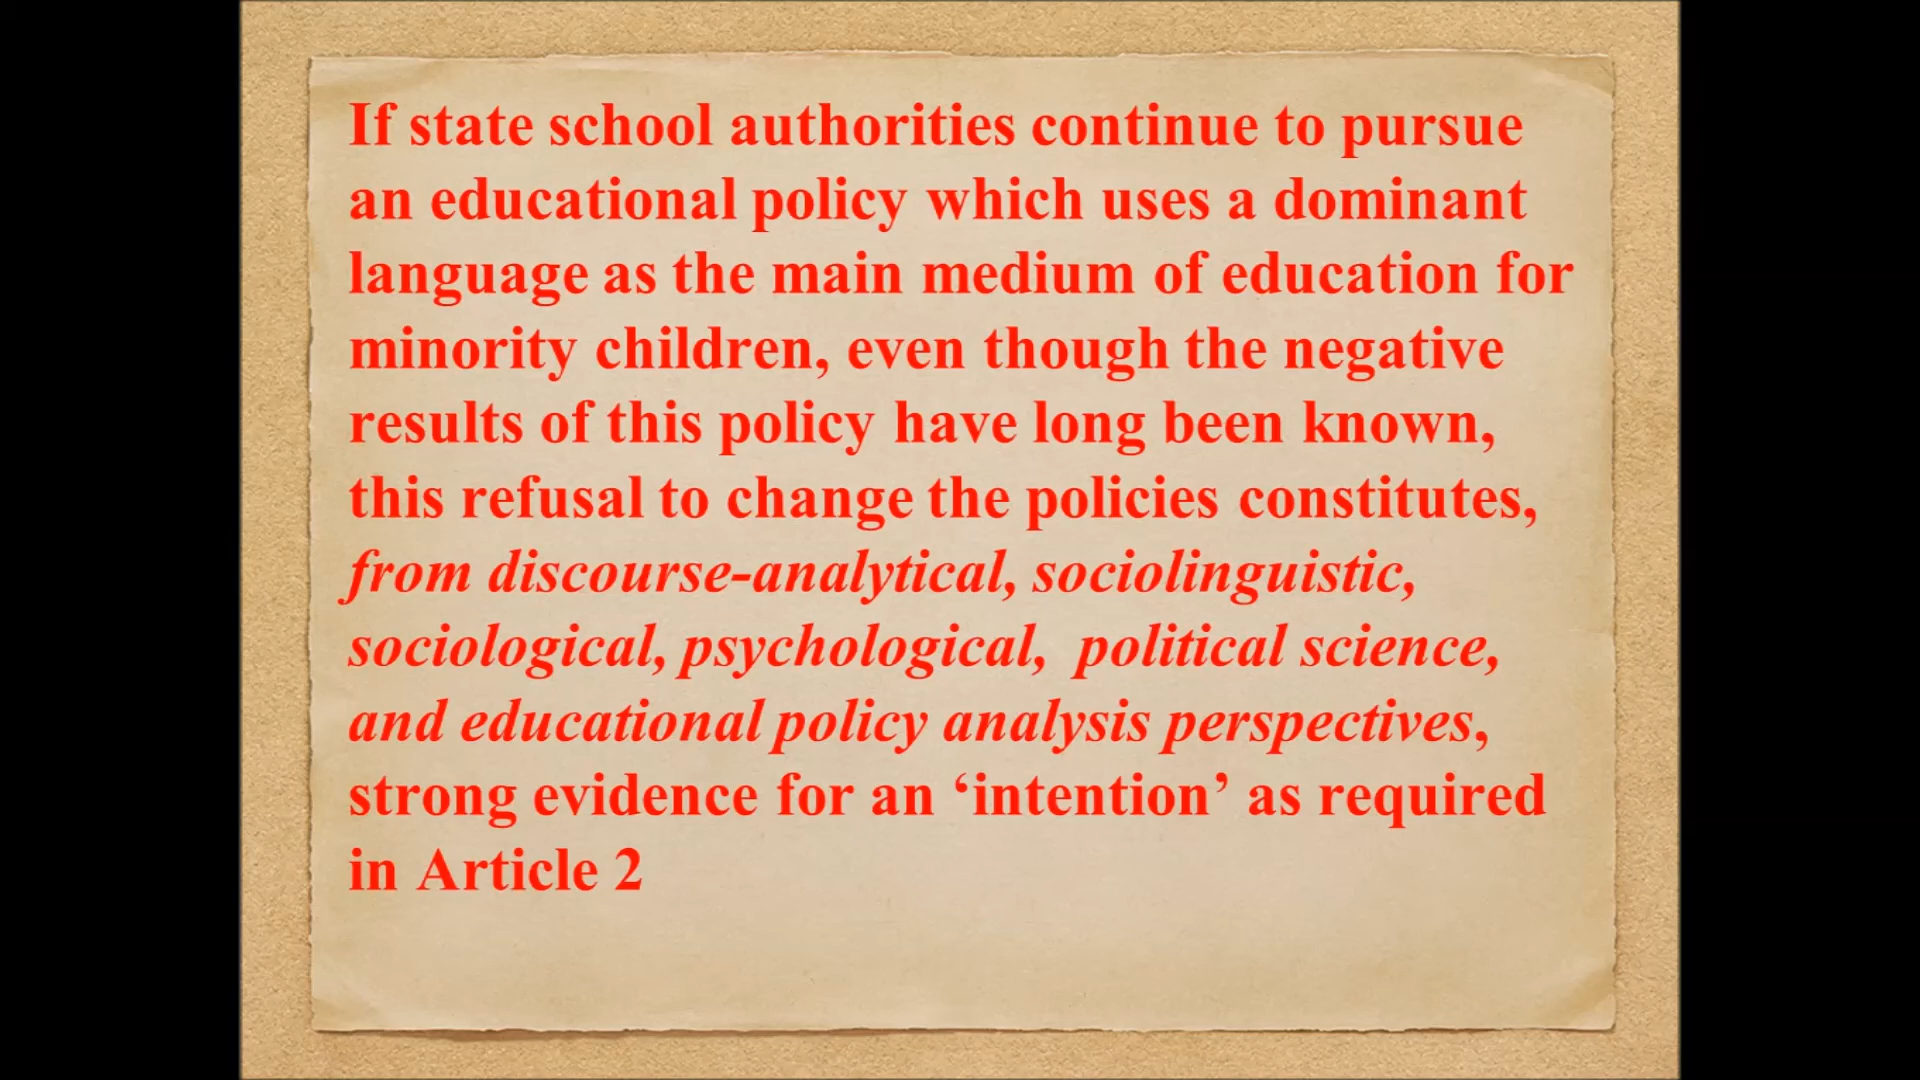 If state school authorities continue to pursue
an educational policy which uses a dominant
language as the main medium of education for
minority children, even though the negative
results of this policy have long been known,
this refusal to change the policies constitutes,
from discourse-analytical, sociolinguistic,
sociological, psychological,  political science,
and educational policy analysis perspectives,
strong evidence for an ‘intention’ as required
in Article 2